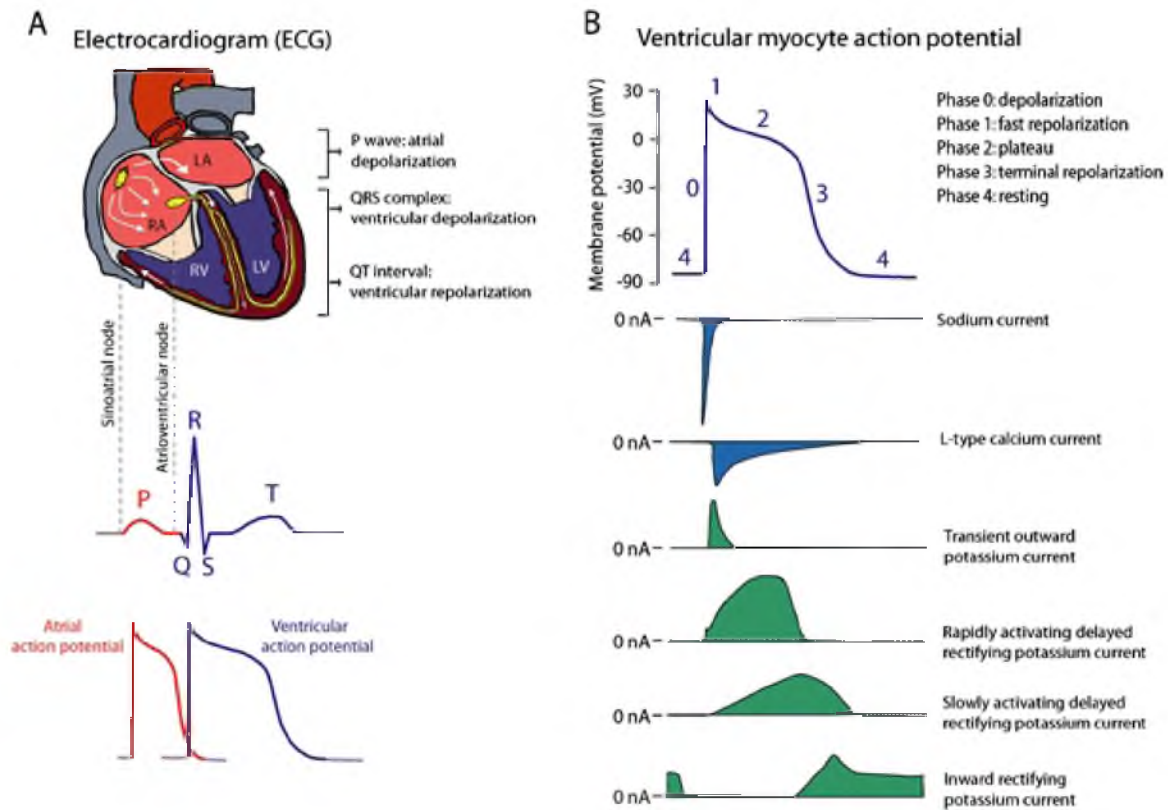 A
Electrocardiogram (ECG)
LA
RA
RV
LV
P wave: atrial
depolarization
QRS complex:
ventricular depolarization
QT interval:
ventricular repolarization
Sinoatrial node
Atrioventricular node
R
P
T
Q
S
Atrial
action potential
Ventricular
action potential
B
Ventricular myocyte action potential
Membrane potential (mV)
30
0
-30
-60
-90
1
2
0
3
4
4
Phase 0: depolarization
Phase 1: fast repolarization
Phase 2: plateau
Phase 3: terminal repolarization
Phase 4: resting
0 nA
Sodium current
0 nA
L-type calcium current
0 nA
Transient outward
potassium current
0 nA
Rapidly activating delayed
rectifying potassium current
0 nA
Slowly activating delayed
rectifying potassium current
0 nA
Inward rectifying
potassium current